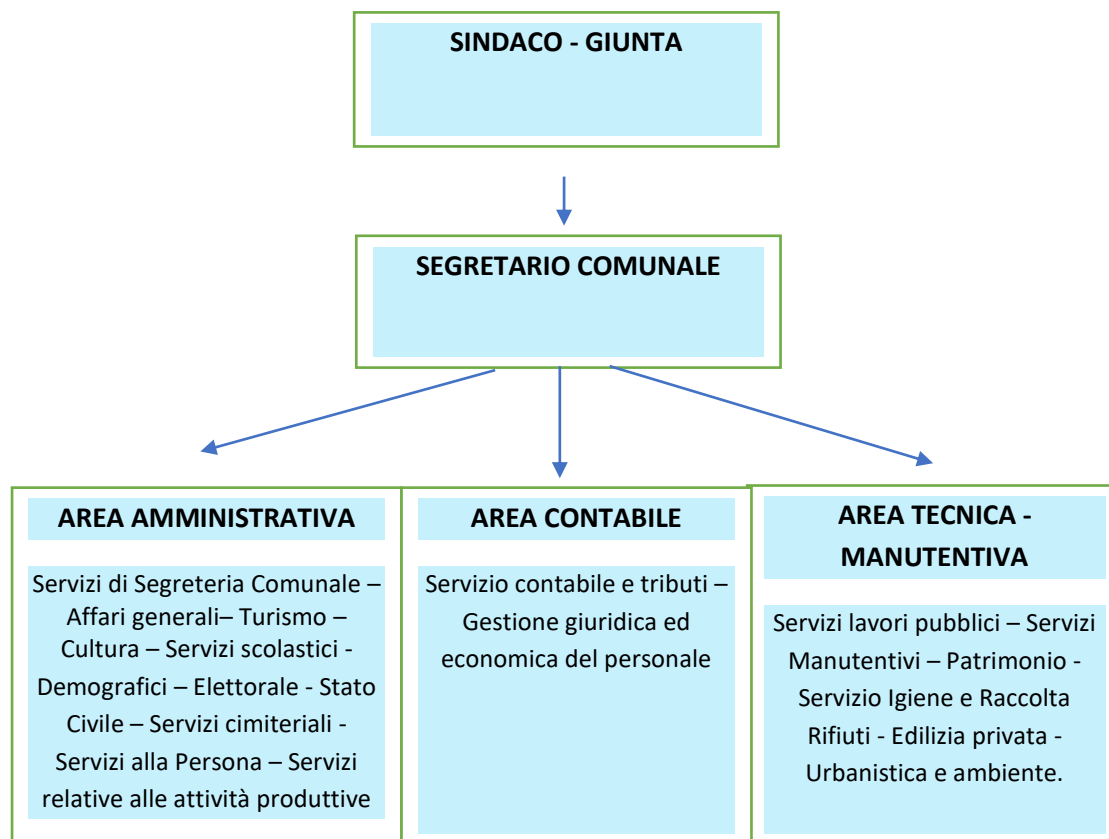 SINDACO - GIUNTA
SEGRETARIO COMUNALE
AREA AMMINISTRATIVA
Servizi di Segreteria Comunale –
Affari generali– Turismo –
Cultura – Servizi scolastici -
Demografici – Elettorale - Stato
Civile – Servizi cimiteriali -
Servizi alla Persona – Servizi
relative alle attività produttive
AREA CONTABILE
Servizio contabile e tributi –
Gestione giuridica ed
economica del personale
AREA TECNICA -
MANUTENTIVA
Servizi lavori pubblici – Servizi
Manutentivi – Patrimonio -
Servizio Igiene e Raccolta
Rifiuti - Edilizia privata -
Urbanistica e ambiente.